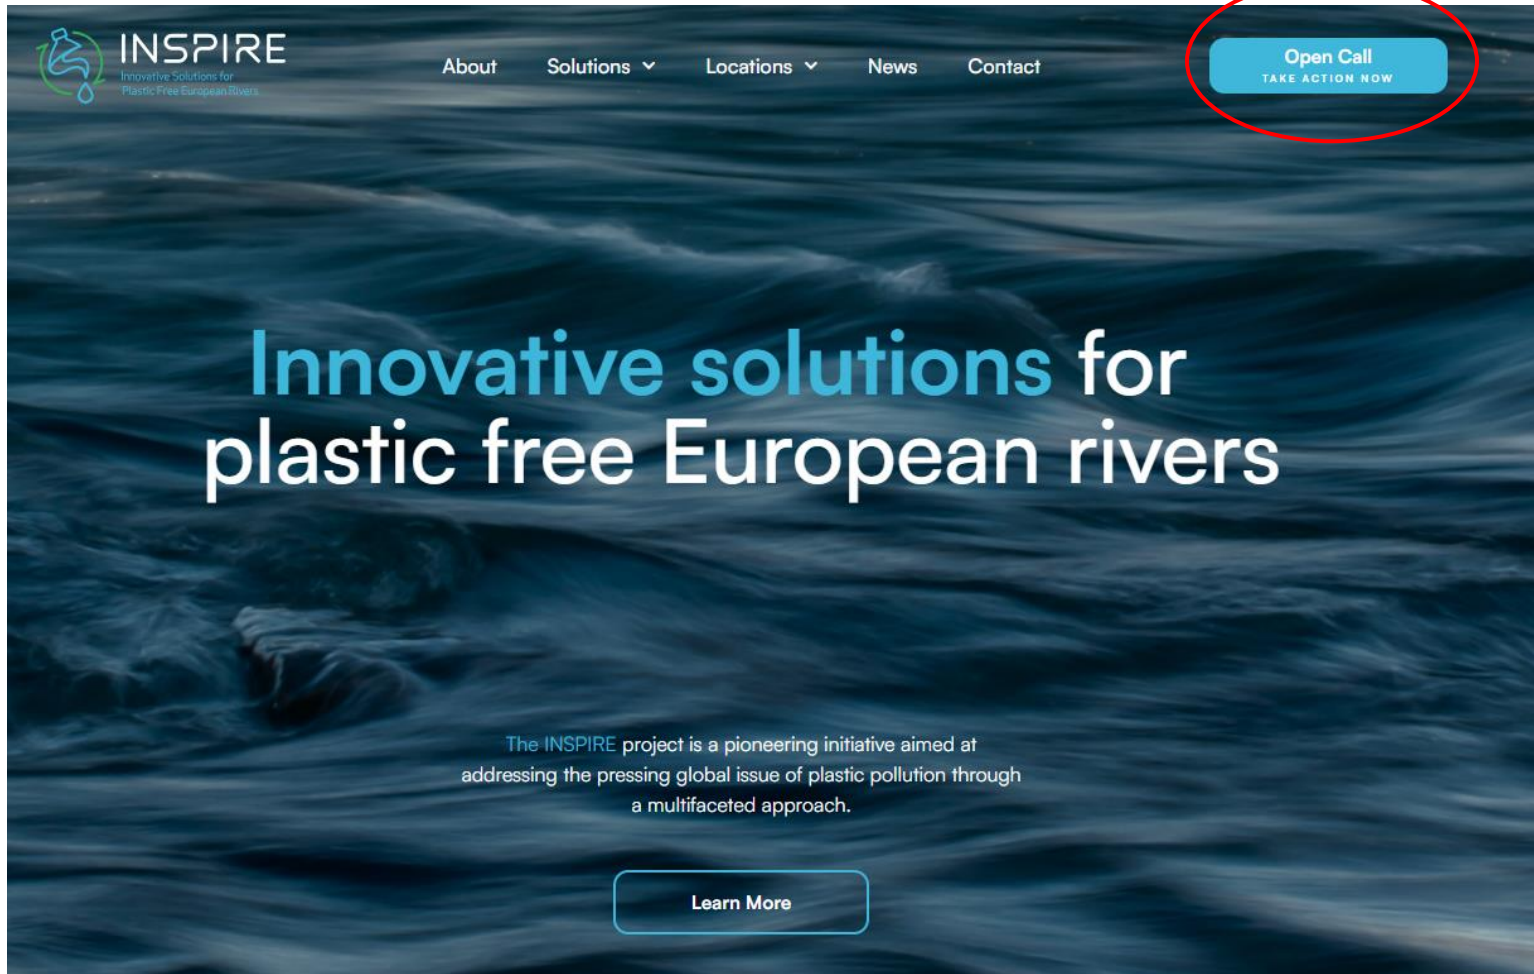 INSPIRE
Innovative Solutions for
Plastic Free European Rivers
About Solutions Locations News Contact
Open Call
TAKE ACTION NOW
Innovative solutions for
plastic free European rivers
The INSPIRE project is a pioneering initiative aimed at
addressing the pressing global issue of plastic pollution through
a multifaceted approach.
Learn More